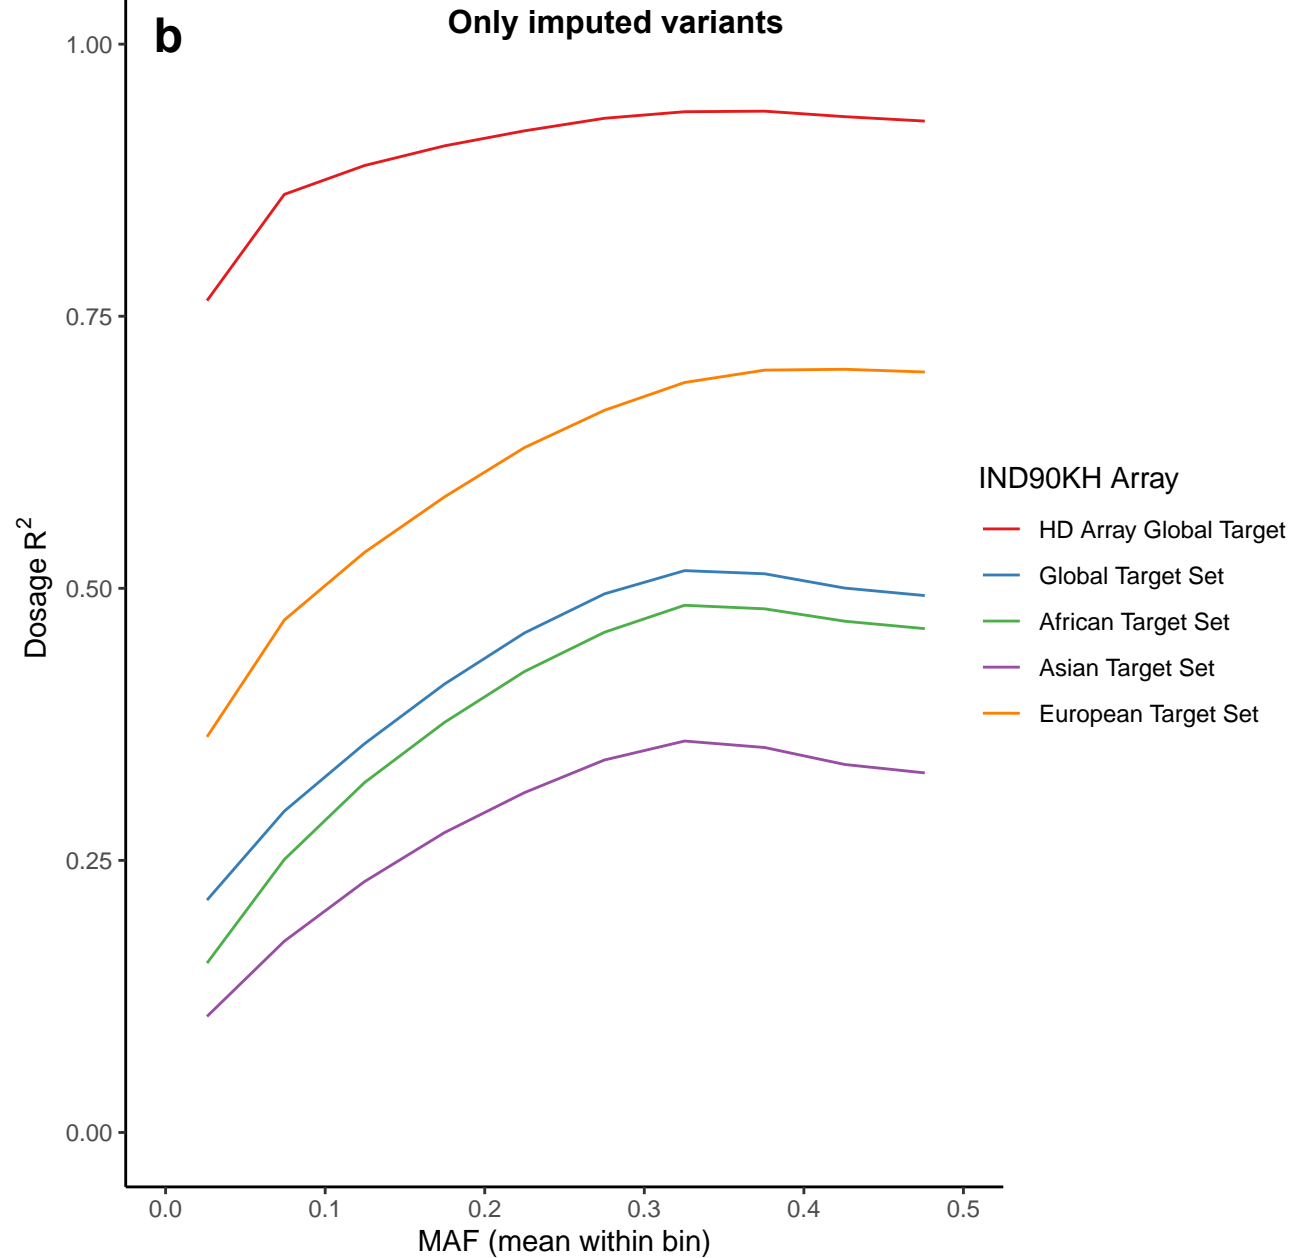 b
Only imputed variants
1.00
0.75
0.50
0.25
0.00
Dosage R²
0.0 0.1 0.2 0.3 0.4 0.5
MAF (mean within bin)
IND90KH Array
HD Array Global Target
Global Target Set
African Target Set
Asian Target Set
European Target Set